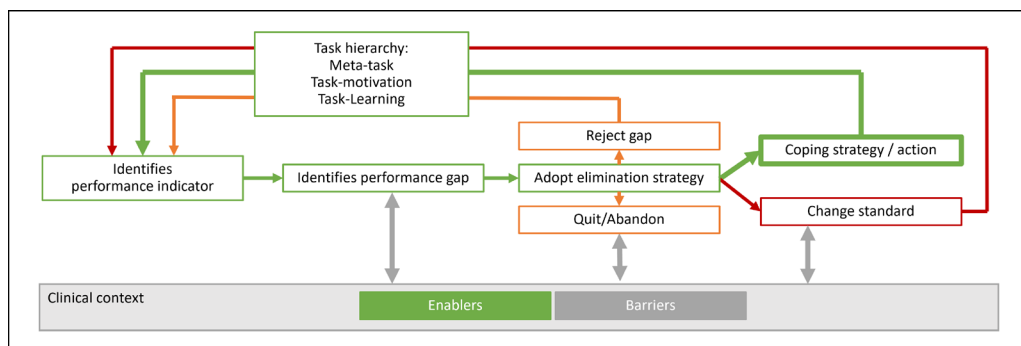 Task hierarchy:
Meta-task
Task-motivation
Task-Learning
Reject gap
Coping strategy / action
Identifies
performance indicator
Identifies performance gap
Adopt elimination strategy
Quit/Abandon
Change standard
Clinical context
Enablers
Barriers